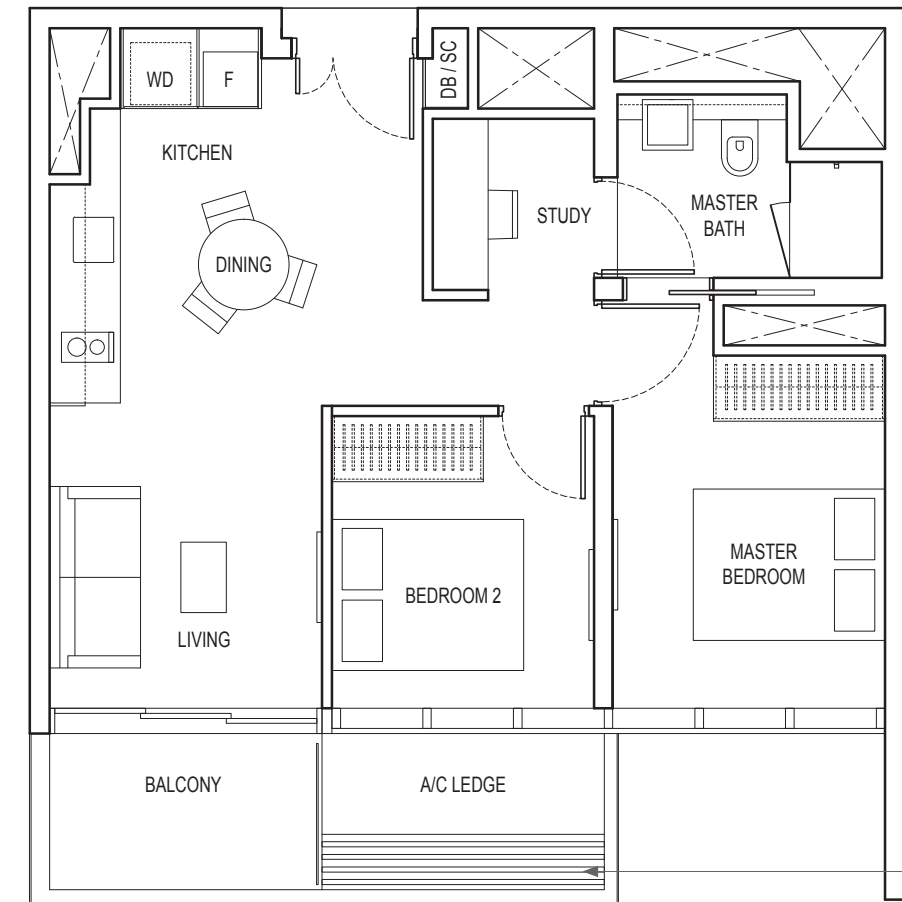 WD
F
DB / SC
KITCHEN
STUDY
MASTER
BATH
DINING
MASTER
BEDROOM
BEDROOM 2
LIVING
BALCONY
A/C LEDGE